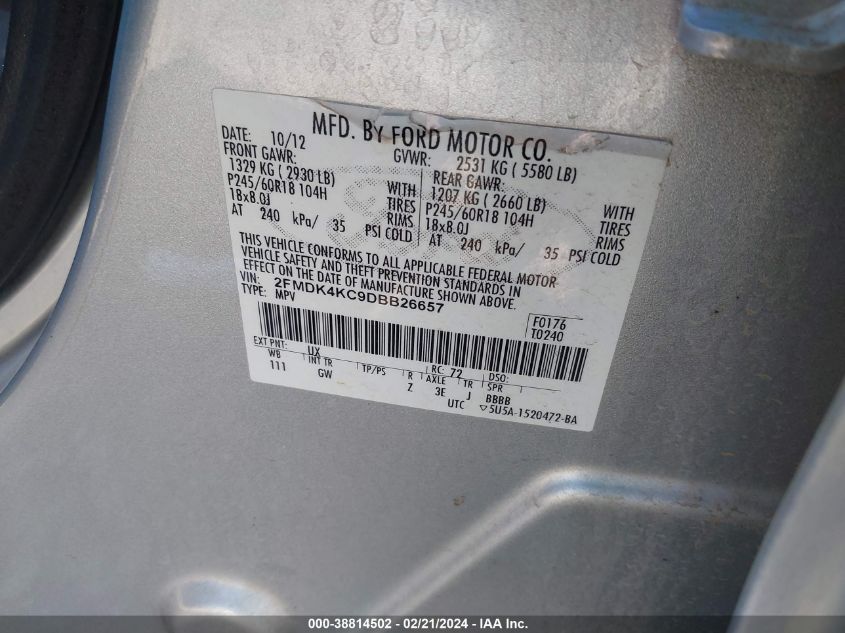 MFD. BY FORD MOTOR CO.
DATE: 10/12 GVWR: 2531 KG ( 5580 LB)
FRONT GAWR: REAR GAWR:
1329 KG ( 2930 LB) WITH 1207 KG ( 2660 LB) WITH
P245/60R18 104H TIRES P245/60R18 104H TIRES
18x8.0J RIMS 18x8.0J RIMS
AT 240 kPa/ 35 PSI COLD AT 240 kPa/ 35 PSI COLD
THIS VEHICLE CONFORMS TO ALL APPLICABLE FEDERAL MOTOR
VEHICLE SAFETY AND THEFT PREVENTION STANDARDS IN
EFFECT ON THE DATE OF MANUFACTURE SHOWN ABOVE.
VIN: 2FMDK4KC9DBB26657
TYPE: MPV
F0176
T0240
EXT PNT: UX RC: 72 DSO:
WB INT TR TP/PS R AXLE TR SPR
111 GW Z 3E J BBBB
UTC ▽5U5A-1520472-BA
000-38814502 - 02/21/2024 - IAA Inc.